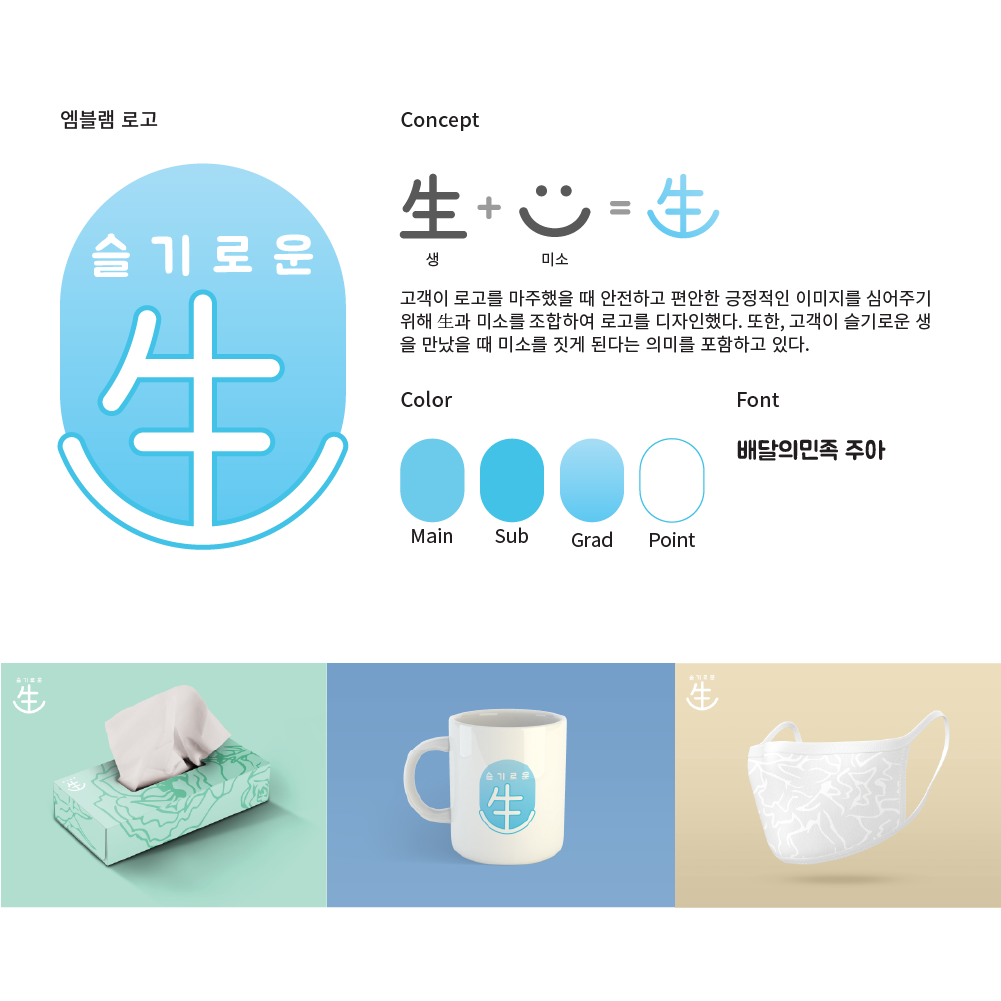 엠블램 로고
슬기로운
生
Concept
生 + = 生
생 미소
고객이 로고를 마주했을 때 안전하고 편안한 긍정적인 이미지를 심어주기
위해 生과 미소를 조합하여 로고를 디자인했다. 또한, 고객이 슬기로운 생
을 만났을 때 미소를 짓게 된다는 의미를 포함하고 있다.
Color
Main Sub Grad Point
Font
배달의민족 주아
슬기로운
生
生
슬기로운
生
슬기로운
生